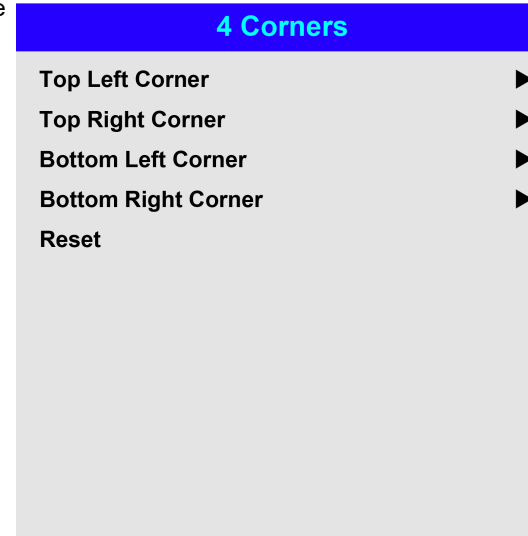 e
4 Corners
Top Left Corner
Top Right Corner
Bottom Left Corner
Bottom Right Corner
Reset